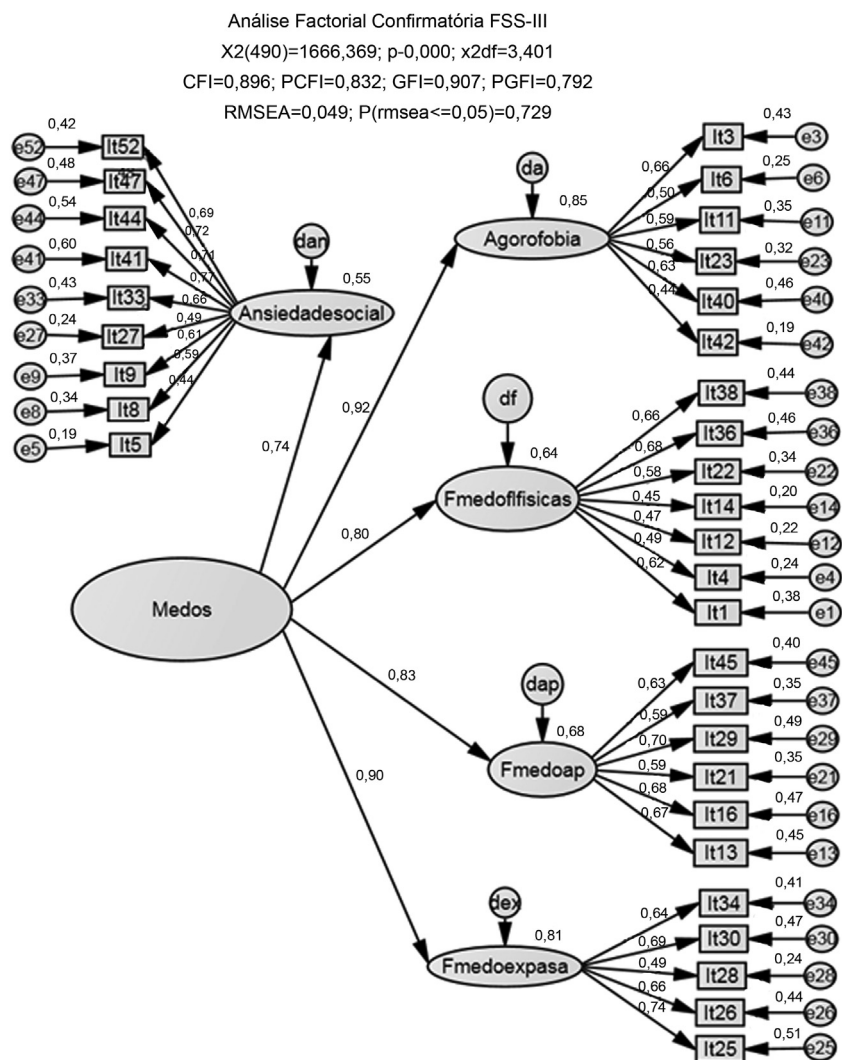 Análise Factorial Confirmatória FSS-III
X2(490)=1666,369; p-0,000; x2df=3,401
CFI=0,896; PCFI=0,832; GFI=0,907; PGFI=0,792
RMSEA=0,049; P(rmsea<=0,05)=0,729
e52 0,42 It52 0,69
e47 0,48 It47 0,72
e44 0,54 It44 0,71
e41 0,60 It41 0,77
e33 0,43 It33 0,66
e27 0,24 It27 0,49
e9 0,37 It9 0,61
e8 0,34 It8 0,59
e5 0,19 It5 0,44
dan
0,55
Ansiedadesocial
0,74
Medos
0,92
0,80
0,83
0,90
da
0,85
Agorofobia
0,66 It3 0,43 e3
0,50 It6 0,25 e6
0,59 It11 0,35 e11
0,56 It23 0,32 e23
0,63 It40 0,46 e40
0,44 It42 0,19 e42
df
0,64
Fmedoflfisicas
0,66 It38 0,44 e38
0,68 It36 0,46 e36
0,58 It22 0,34 e22
0,45 It14 0,20 e14
0,47 It12 0,22 e12
0,49 It4 0,24 e4
0,62 It1 0,38 e1
dap
0,68
Fmedoap
0,63 It45 0,40 e45
0,59 It37 0,35 e37
0,70 It29 0,49 e29
0,59 It21 0,35 e21
0,68 It16 0,47 e16
0,67 It13 0,45 e13
dex
0,81
Fmedoexpasa
0,64 It34 0,41 e34
0,69 It30 0,47 e30
0,49 It28 0,24 e28
0,66 It26 0,44 e26
0,74 It25 0,51 e25